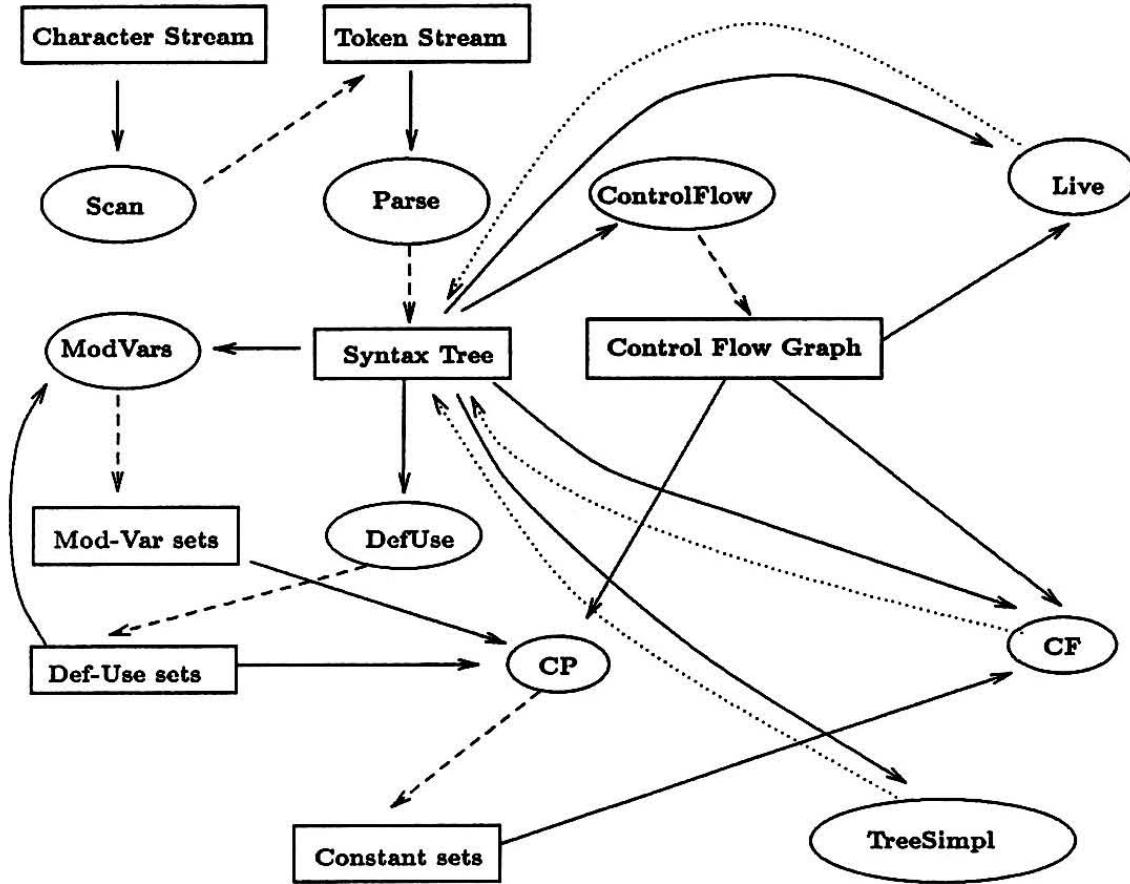 Character Stream
Token Stream
Scan
Parse
ControlFlow
Live
ModVars
Syntax Tree
Control Flow Graph
Mod-Var sets
DefUse
Def-Use sets
CP
CF
Constant sets
TreeSimpl